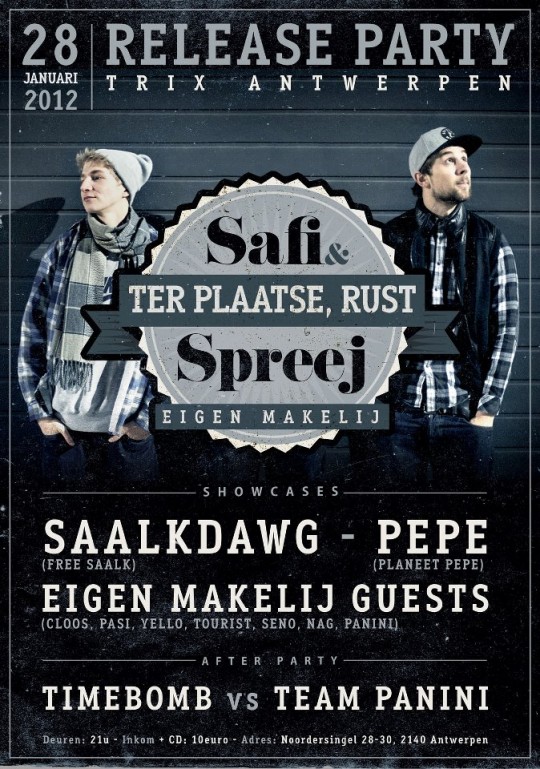 28 JANUARI 2012
RELEASE PARTY
TRIX ANTWERPEN
Safi &
TER PLAATSE, RUST
Spreej
EIGEN MAKELIJ
SHOWCASES
SAALKDAWG - PEPE
(FREE SAALK) (PLANEET PEPE)
EIGEN MAKELIJ GUESTS
(CLOOS, PASI, YELLO, TOURIST, SENO, NAG, PANINI)
AFTER PARTY
TIMEBOMB VS TEAM PANINI
Deuren: 21u - Inkom + CD: 10euro - Adres: Noordersingel 28-30, 2140 Antwerpen